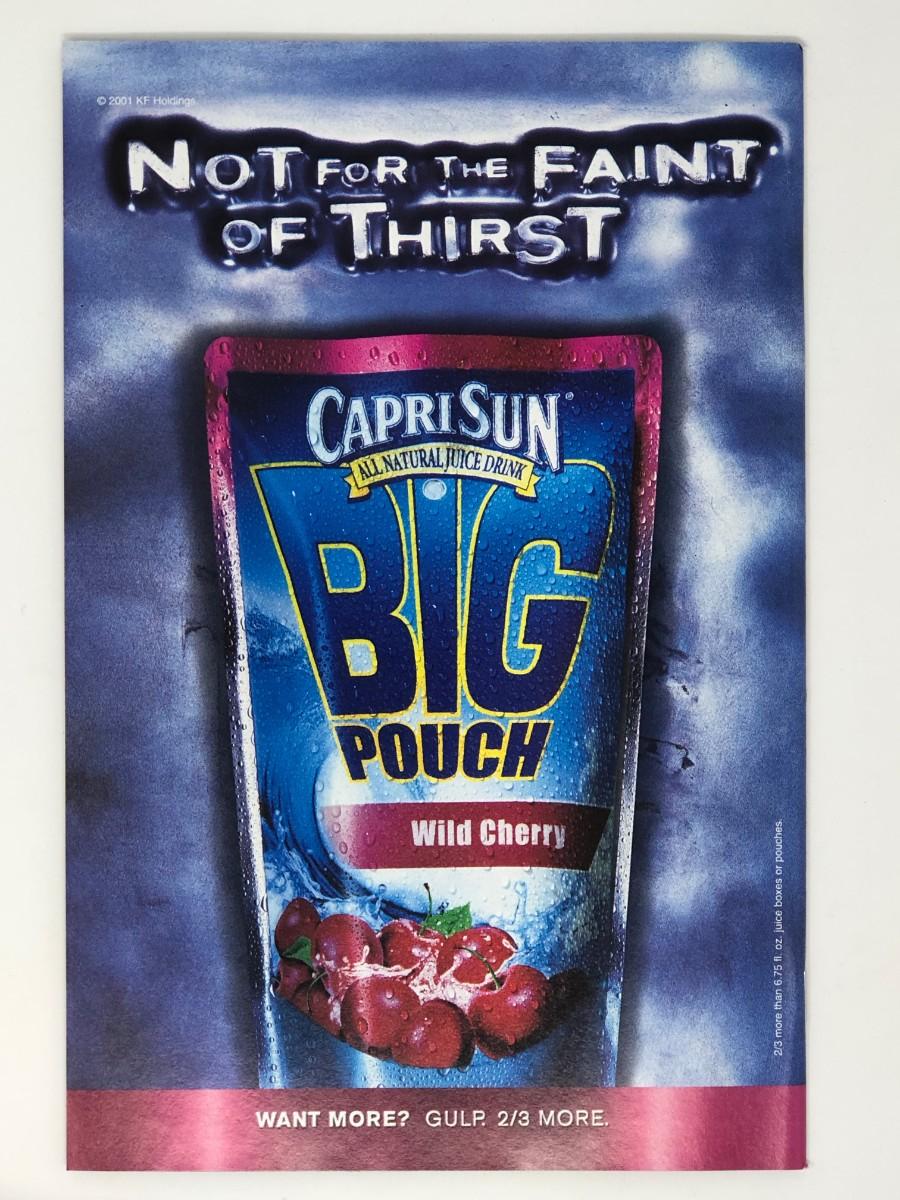 © 2001 KF Holdings
NOT FOR THE FAINT
OF THIRST
CAPRI SUN®
ALL NATURAL JUICE DRINK
BIG
POUCH
Wild Cherry
2/3 more than 6.75 fl. oz. juice boxes or pouches.
WANT MORE? GULP. 2/3 MORE.